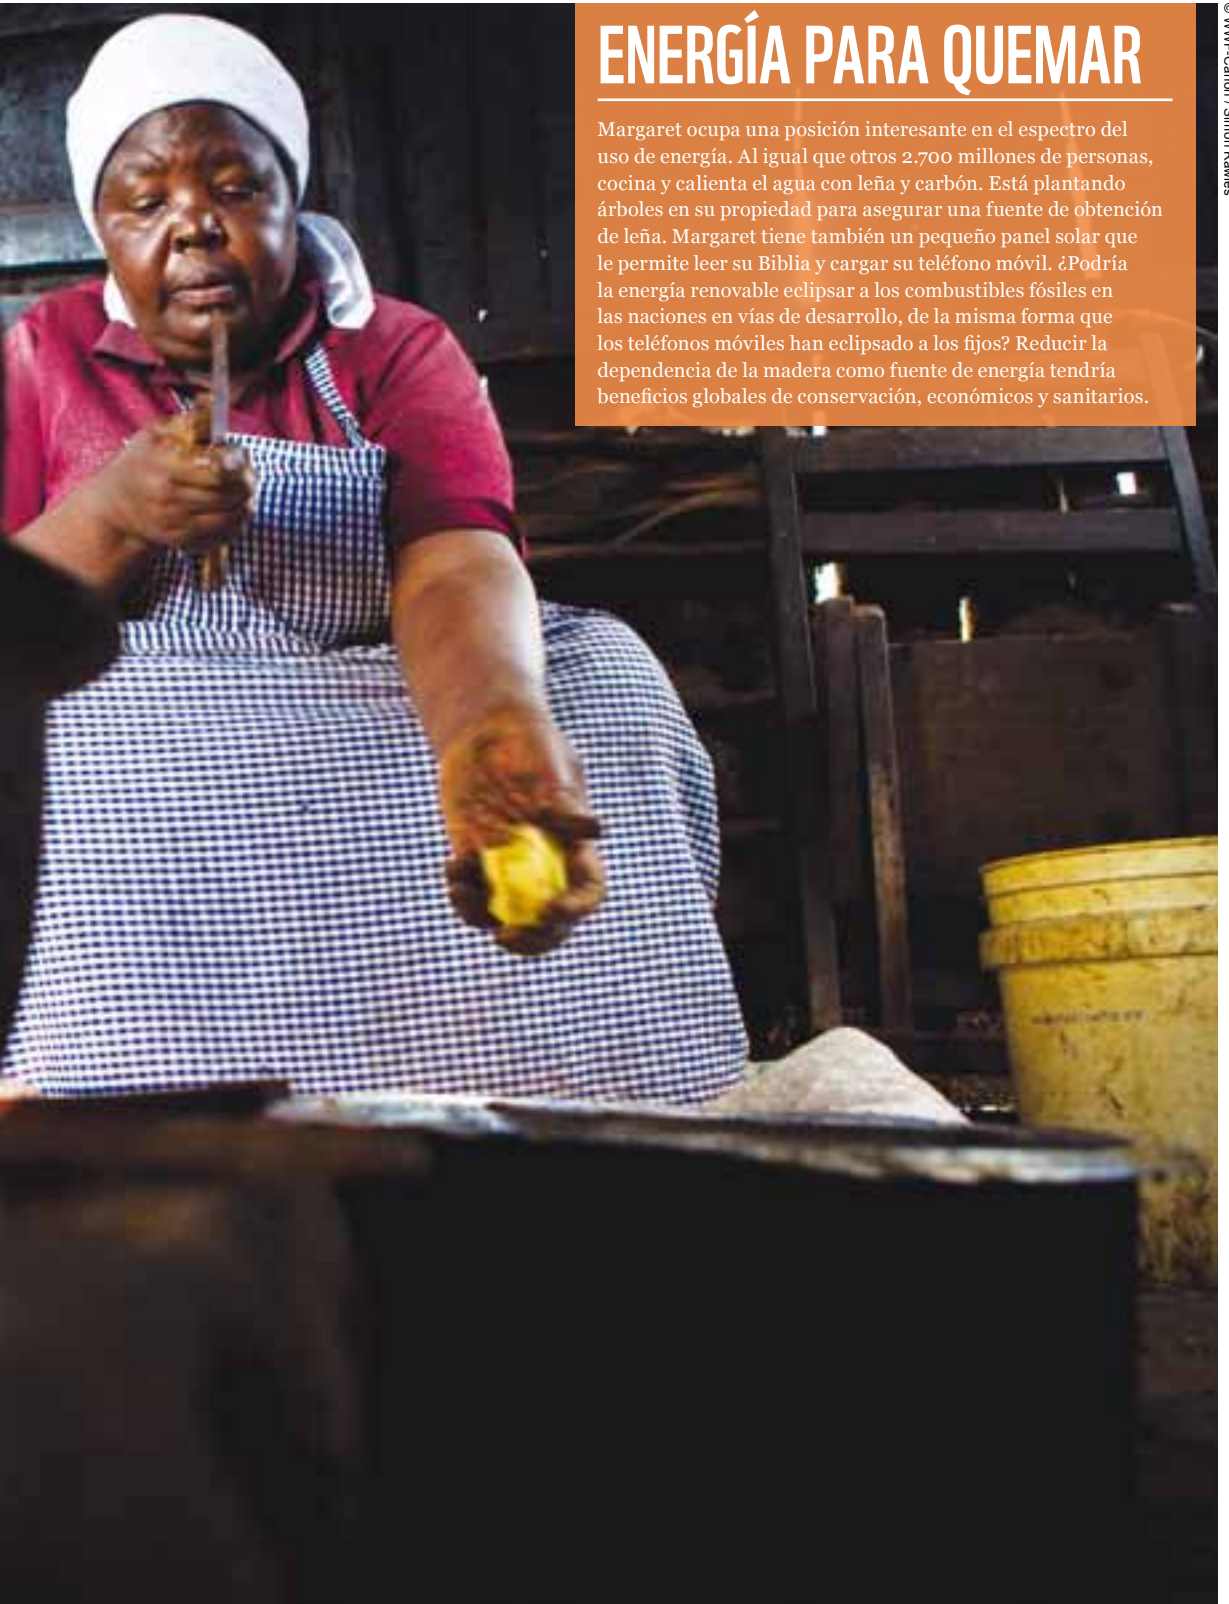 ENERGÍA PARA QUEMAR
Margaret ocupa una posición interesante en el espectro del
uso de energía. Al igual que otros 2.700 millones de personas,
cocina y calienta el agua con leña y carbón. Está plantando
árboles en su propiedad para asegurar una fuente de obtención
de leña. Margaret tiene también un pequeño panel solar que
le permite leer su Biblia y cargar su teléfono móvil. ¿Podría
la energía renovable eclipsar a los combustibles fósiles en
las naciones en vías de desarrollo, de la misma forma que
los teléfonos móviles han eclipsado a los fijos? Reducir la
dependencia de la madera como fuente de energía tendría
beneficios globales de conservación, económicos y sanitarios.
© WWF-Canon / Simon Rawles